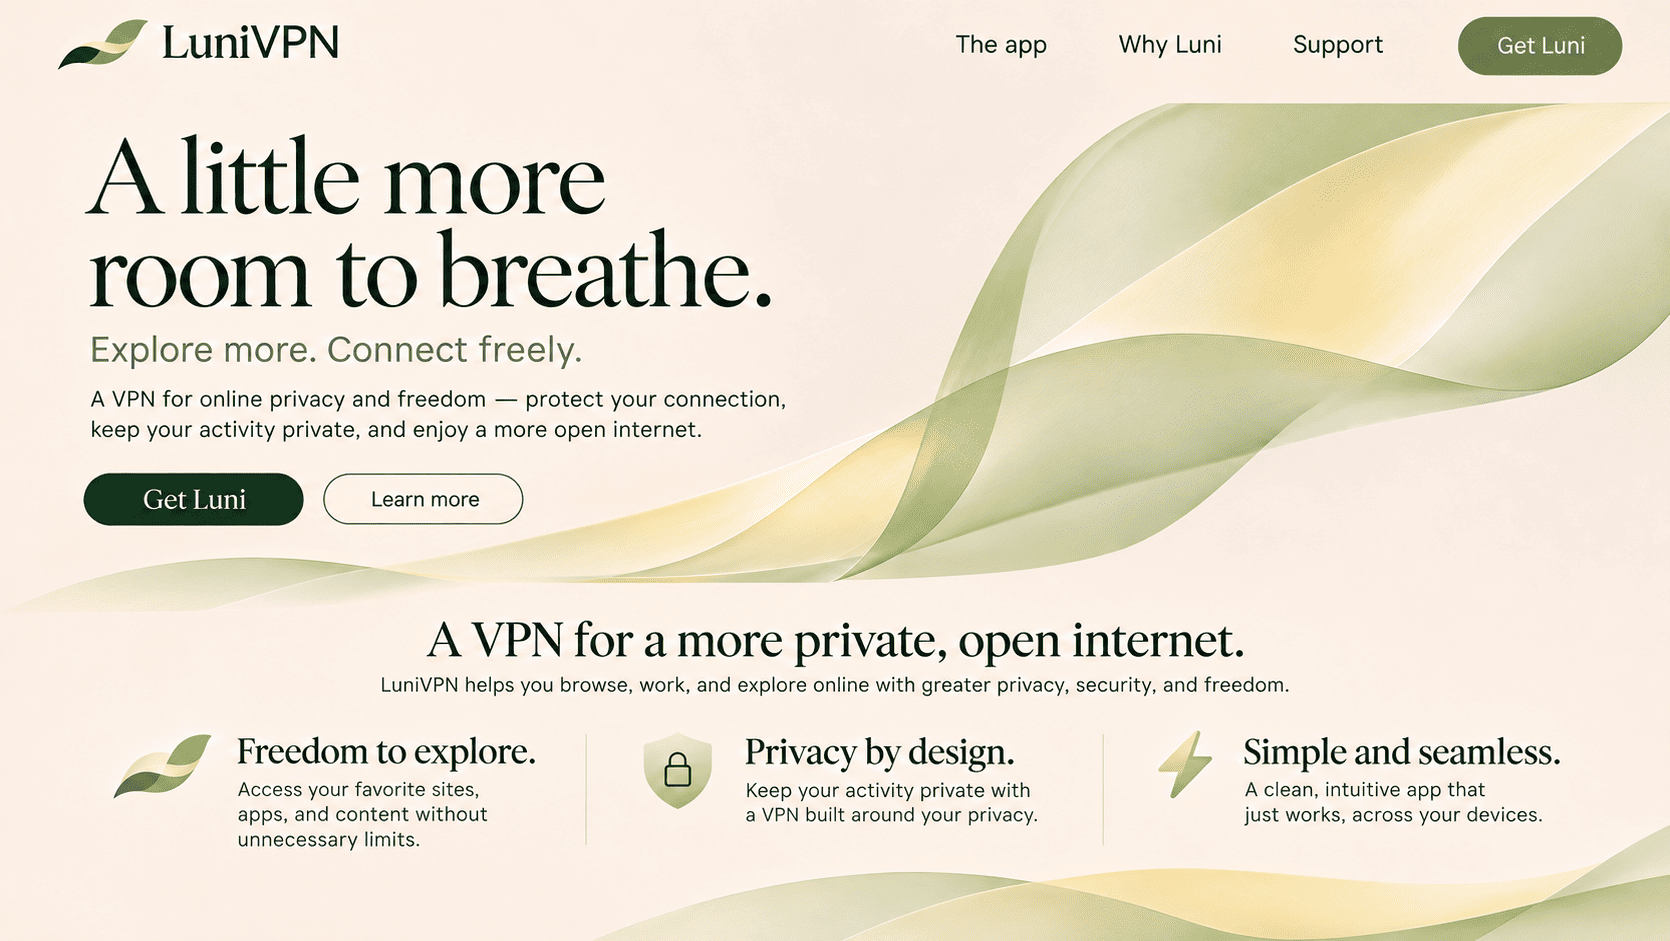 LuniVPN
The app
Why Luni
Support
Get Luni
A little more
room to breathe.
Explore more. Connect freely.
A VPN for online privacy and freedom — protect your connection,
keep your activity private, and enjoy a more open internet.
Get Luni
Learn more
A VPN for a more private, open internet.
LuniVPN helps you browse, work, and explore online with greater privacy, security, and freedom.
Freedom to explore.
Access your favorite sites,
apps, and content without
unnecessary limits.
Privacy by design.
Keep your activity private with
a VPN built around your privacy.
Simple and seamless.
A clean, intuitive app that
just works, across your devices.